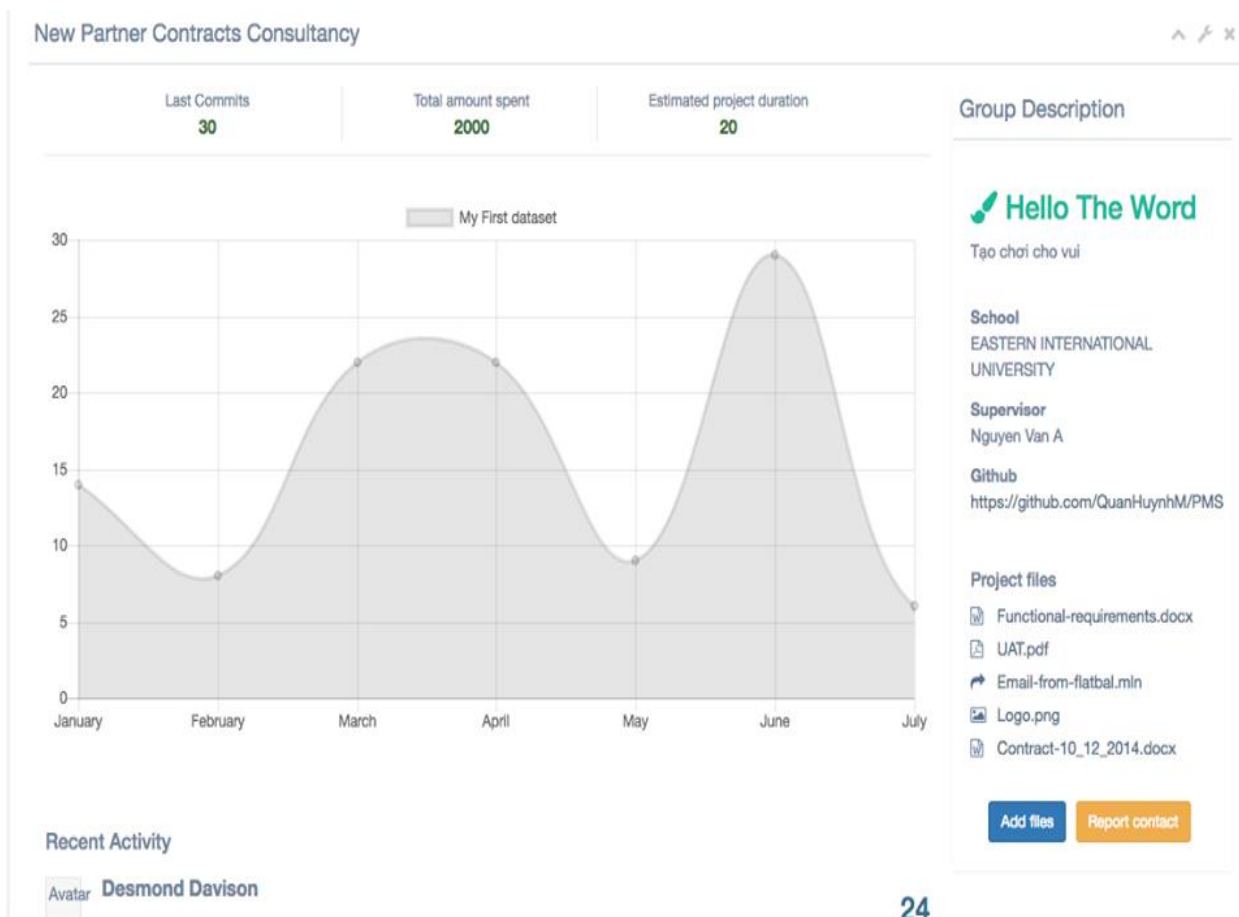 New Partner Contracts Consultancy
Last Commits
30
Total amount spent
2000
Estimated project duration
20
My First dataset
30
25
20
15
10
5
0
January
February
March
April
May
June
July
Recent Activity
Avatar
Desmond Davison
24
Group Description
Hello The Word
Tạo chơi cho vui
School
EASTERN INTERNATIONAL
UNIVERSITY
Supervisor
Nguyen Van A
Github
https://github.com/QuanHuynhM/PMS
Project files
Functional-requirements.docx
UAT.pdf
Email-from-flatbal.mln
Logo.png
Contract-10_12_2014.docx
Add files
Report contact